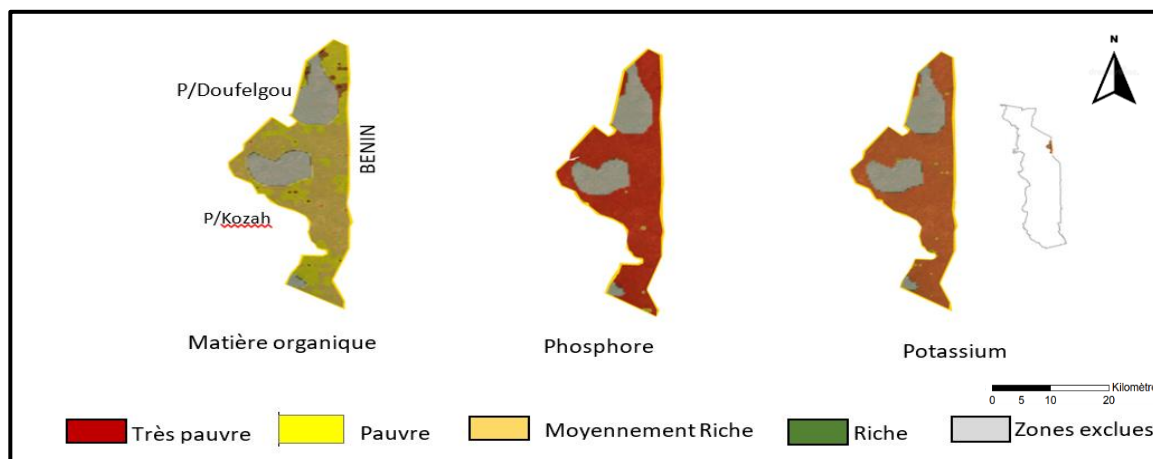 N
P/Doufelgou
BENIN
P/Kozah
Matière organique
Phosphore
Potassium
Kilomètre
0 5 10 20
Très pauvre
Pauvre
Moyennement Riche
Riche
Zones exclues